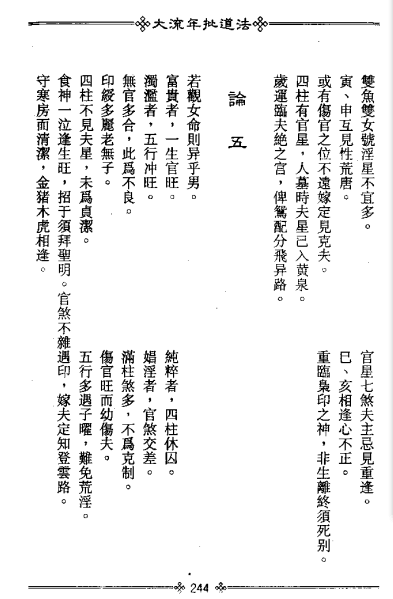 大流年批道法
雙魚雙女號淫星不宜多。 官星七煞夫主忌見重逢。
寅、申互見性荒唐。 巳、亥相逢心不正。
或有傷官之位不遠嫁定見克夫。 重臨梟印之神，非生離終須死別。
四柱有官星，人墓時夫星已入黄泉。
歲運臨夫絶之宫，俾鴛配分飛异路。
論五
若觀女命則异乎男。
富貴者，一生官旺。 純粹者，四柱休囚。
濁濫者，五行冲旺。 娼淫者，官煞交差。
無官多合，此爲不良。 滿柱煞多，不爲克制。
印綬多麗老無子。 傷官旺而幼傷夫。
四柱不見夫星，未爲貞潔。 五行多遇子曜，難免荒淫。
食神一泣逢生旺，招于須拜聖明。官煞不雜遇印，嫁夫定知登雲路。
守寒房而清潔，金猪木虎相逢。
244